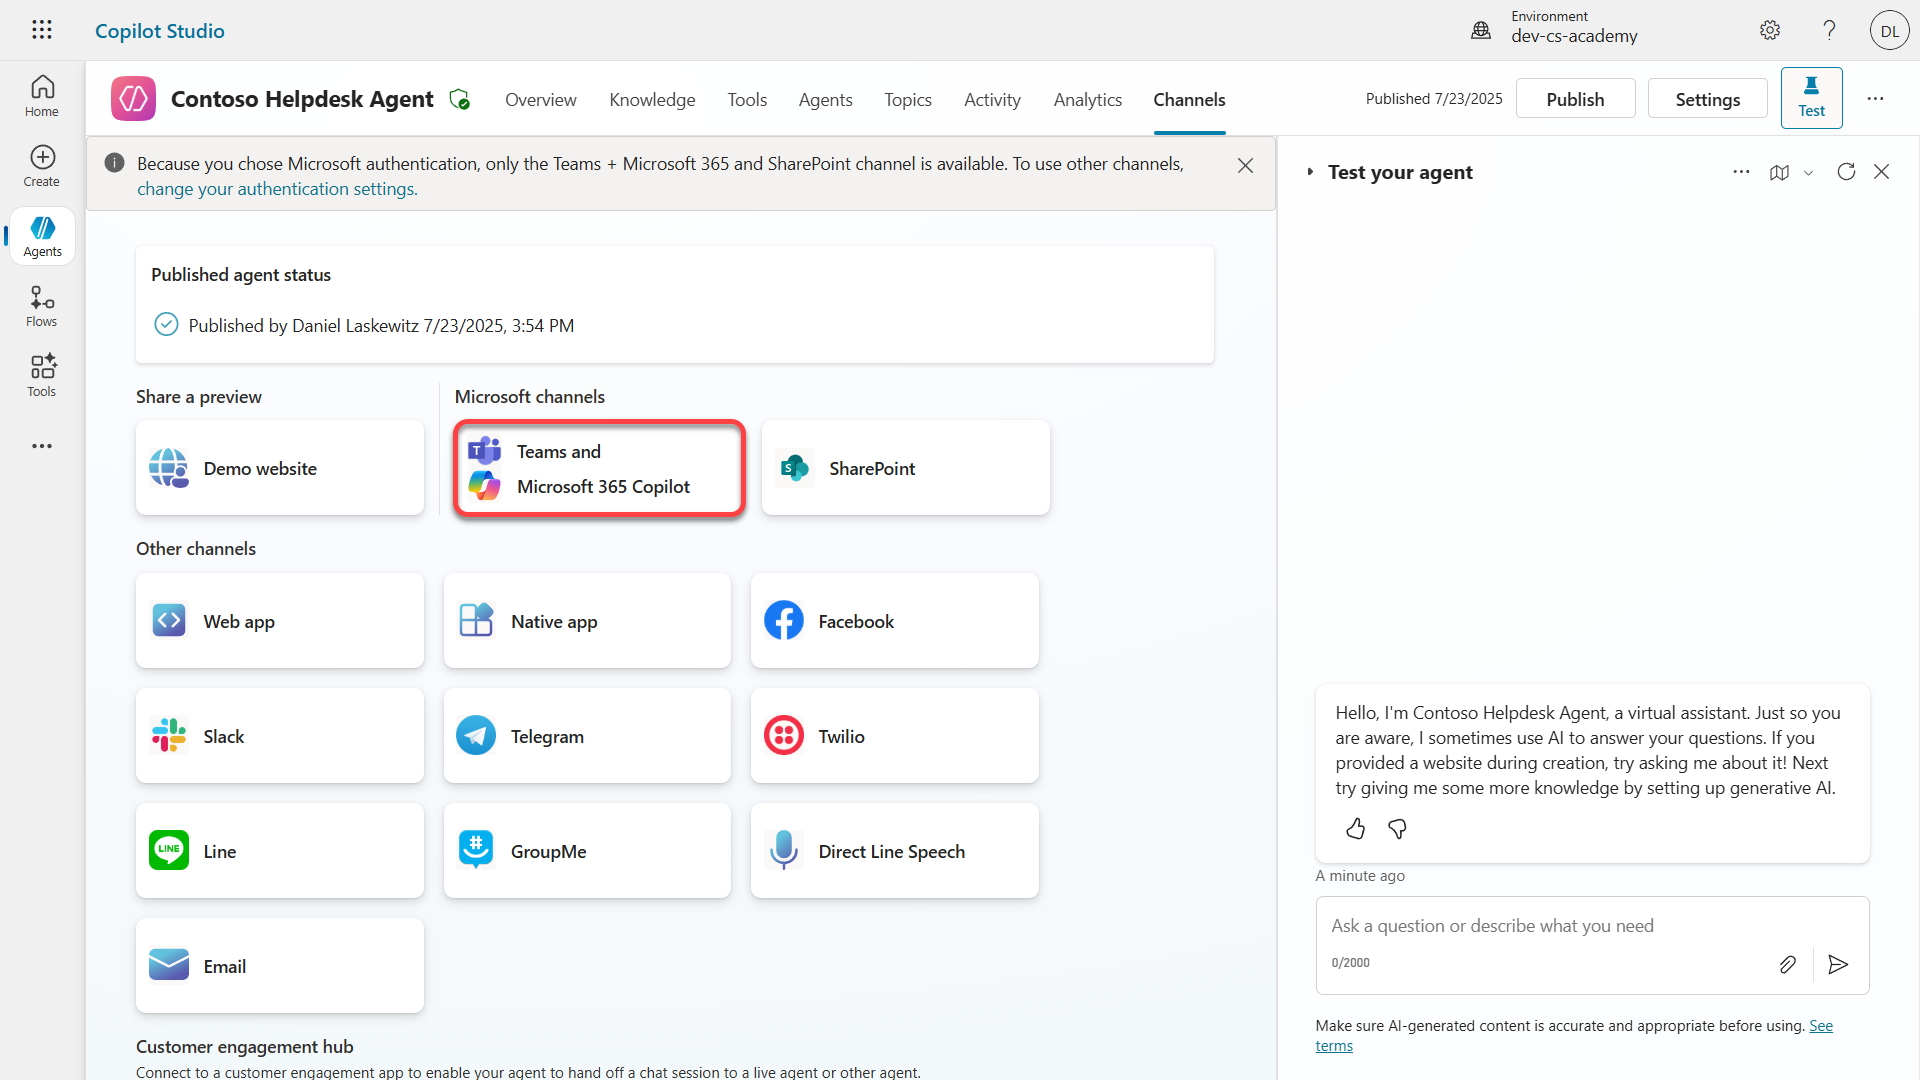 Copilot Studio
Environment
dev-cs-academy
DL
Home
Create
Agents
Flows
Tools
Contoso Helpdesk Agent
Overview
Knowledge
Tools
Agents
Topics
Activity
Analytics
Channels
Published 7/23/2025
Publish
Settings
Test
Because you chose Microsoft authentication, only the Teams + Microsoft 365 and SharePoint channel is available. To use other channels,
change your authentication settings.
Published agent status
Published by Daniel Laskewitz 7/23/2025, 3:54 PM
Share a preview
Microsoft channels
Demo website
T
Teams and
Microsoft 365 Copilot
S
SharePoint
Other channels
Web app
Native app
Facebook
Slack
Telegram
Twilio
LINE
Line
GroupMe
Direct Line Speech
Email
Customer engagement hub
Connect to a customer engagement app to enable your agent to hand off a chat session to a live agent or other agent.
Test your agent
Hello, I'm Contoso Helpdesk Agent, a virtual assistant. Just so you
are aware, I sometimes use AI to answer your questions. If you
provided a website during creation, try asking me about it! Next
try giving me some more knowledge by setting up generative AI.
A minute ago
Ask a question or describe what you need
0/2000
Make sure AI-generated content is accurate and appropriate before using. See
terms